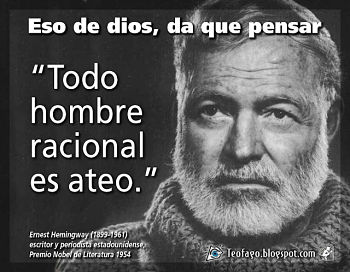 Eso de dios, da que pensar
“Todo
hombre
racional
es ateo.”
Ernest Hemingway (1899-1961)
escritor y periodista estadounidense,
Premio Nobel de Literatura 1954
teofago.blogspot.com